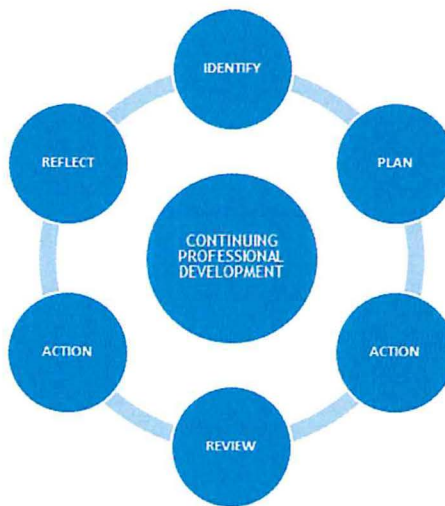 IDENTIFY
PLAN
ACTION
REVIEW
ACTION
REFLECT
CONTINUING
PROFESSIONAL
DEVELOPMENT